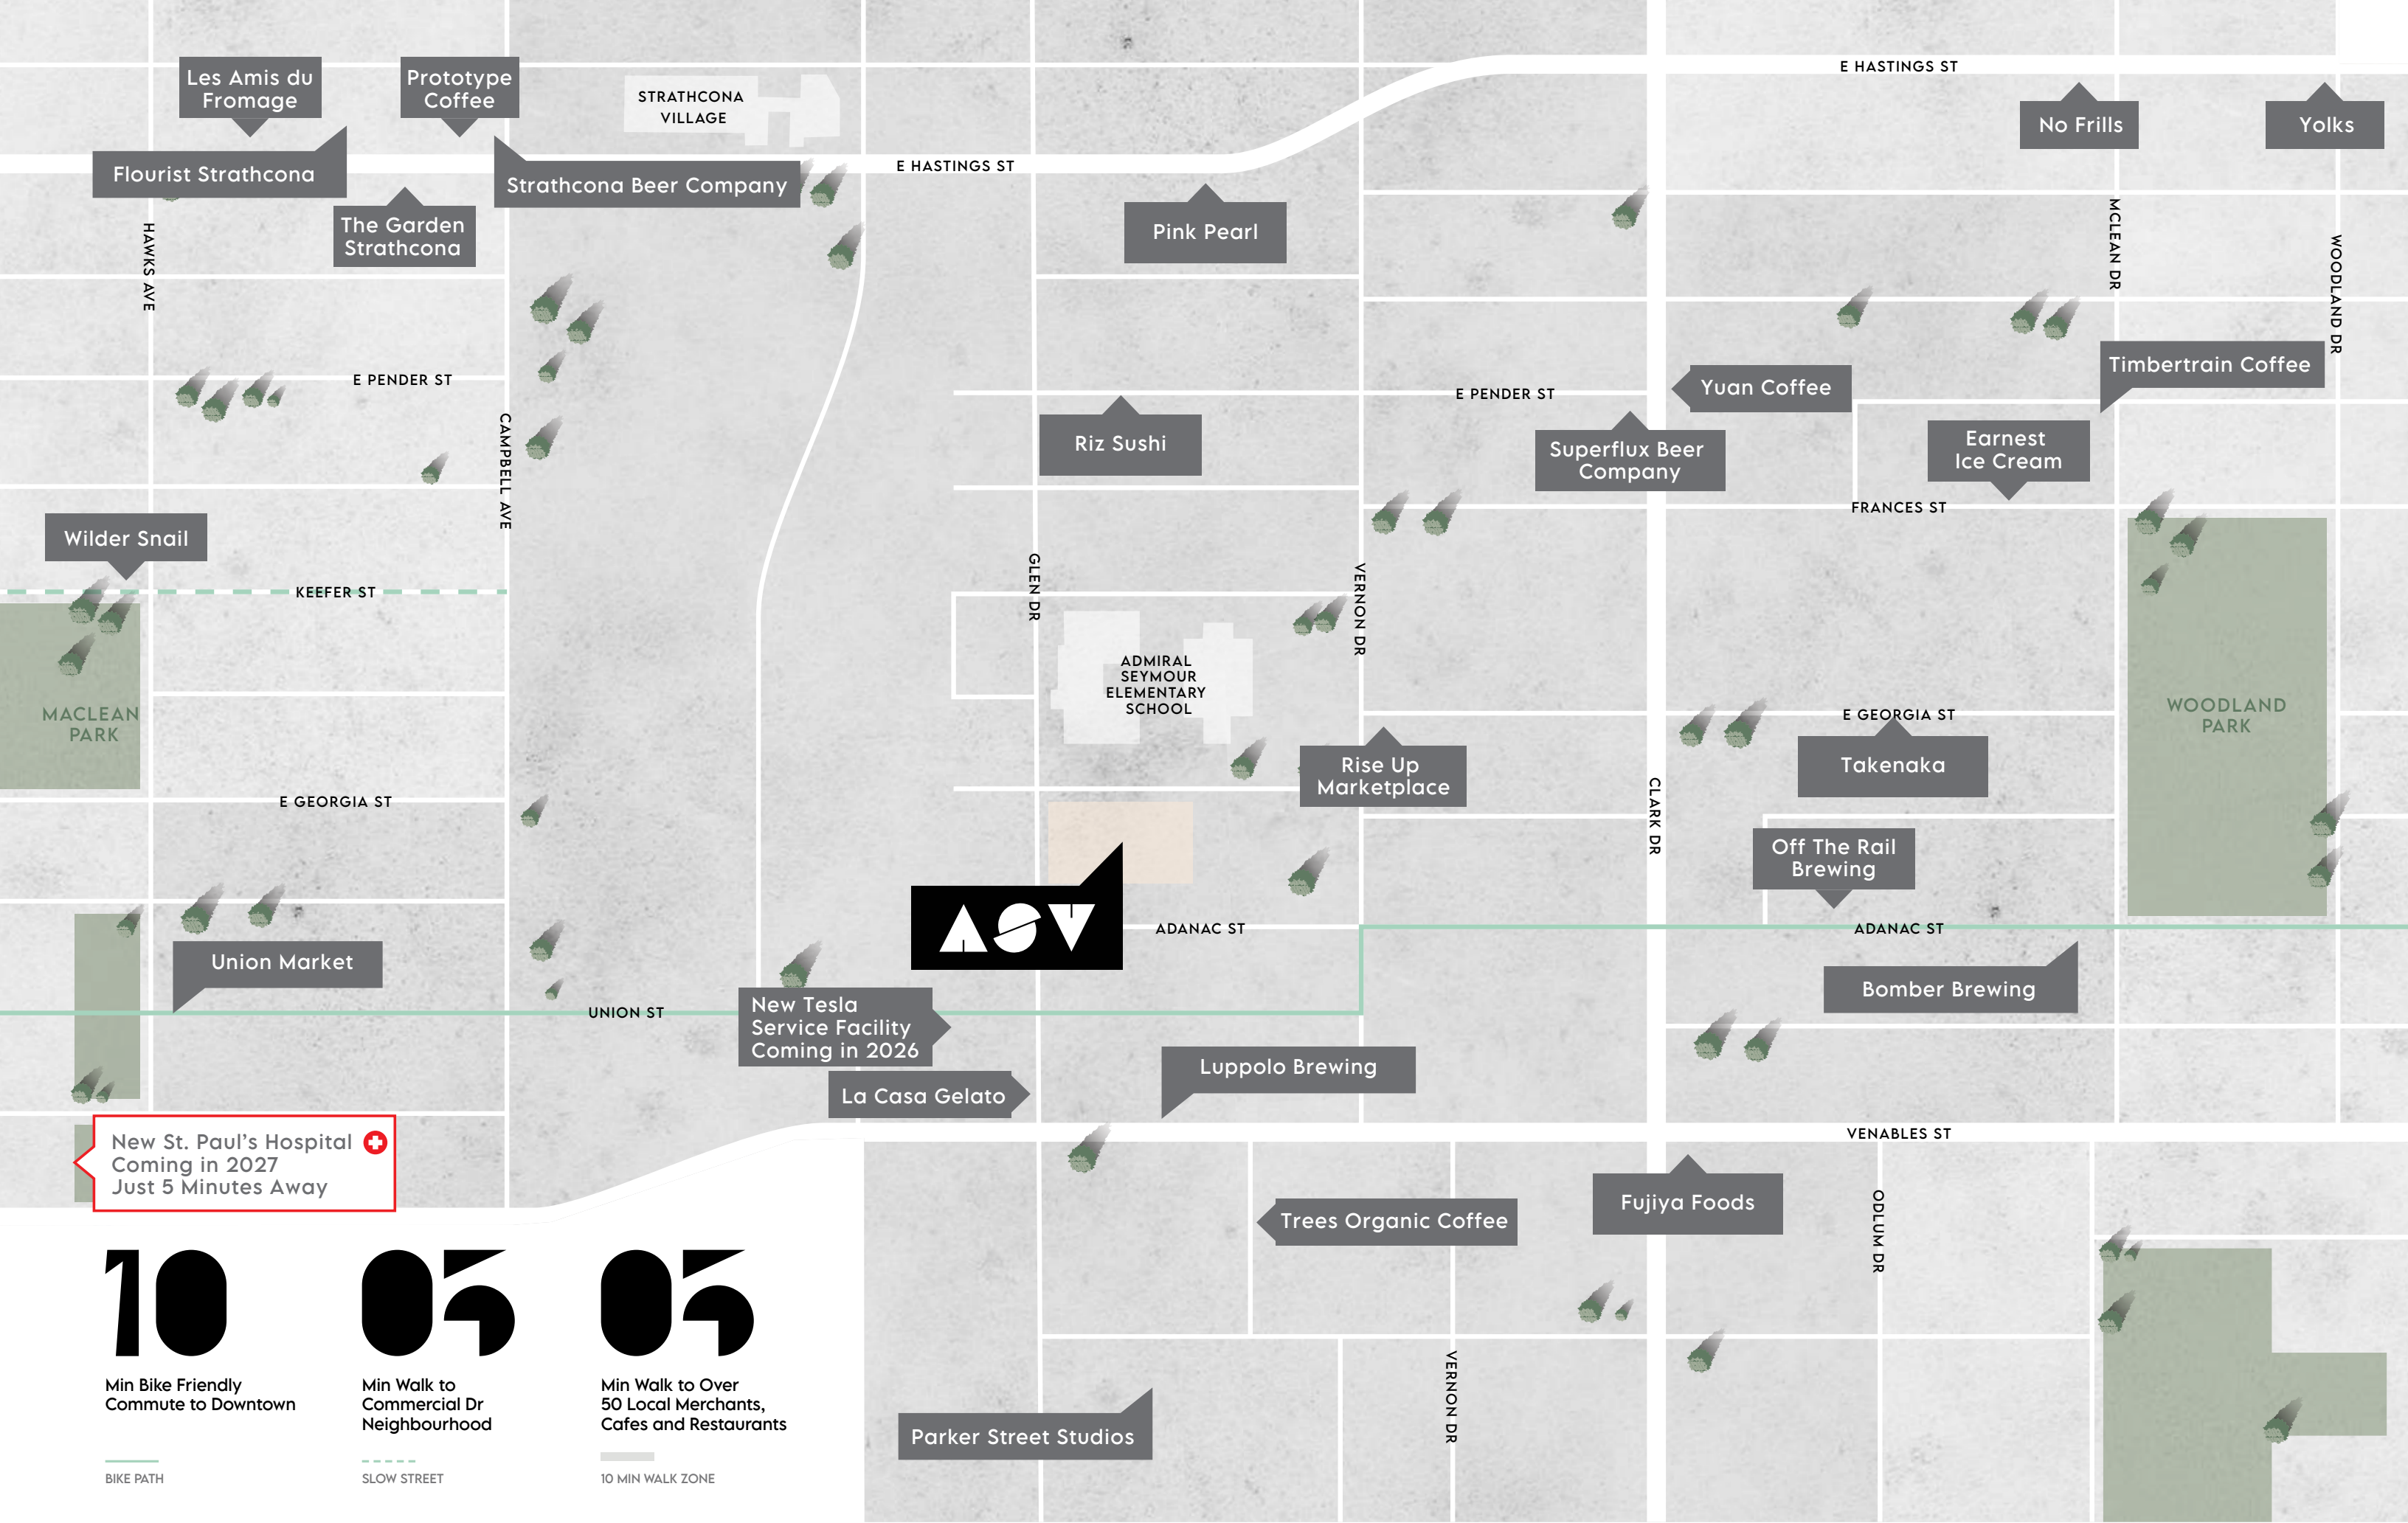 Les Amis du
Fromage
Prototype
Coffee
STRATHCONA
VILLAGE
E HASTINGS ST
No Frills
Yolks
Flourist Strathcona
Strathcona Beer Company
E HASTINGS ST
The Garden
Strathcona
Pink Pearl
HAWKS AVE
MCLEAN DR
WOODLAND DR
E PENDER ST
E PENDER ST
Yuan Coffee
Timbertrain Coffee
CAMPBELL AVE
Riz Sushi
Superflux Beer
Company
Earnest
Ice Cream
FRANCES ST
Wilder Snail
KEEFER ST
GLEN DR
VERNON DR
ADMIRAL
SEYMOUR
ELEMENTARY
SCHOOL
MACLEAN
PARK
E GEORGIA ST
WOODLAND
PARK
Rise Up
Marketplace
Takenaka
E GEORGIA ST
CLARK DR
Off The Rail
Brewing
ASV
ADANAC ST
ADANAC ST
Union Market
Bomber Brewing
UNION ST
New Tesla
Service Facility
Coming in 2026
La Casa Gelato
Luppolo Brewing
VENABLES ST
New St. Paul's Hospital
Coming in 2027
Just 5 Minutes Away
Trees Organic Coffee
Fujiya Foods
ODLUM DR
VERNON DR
Parker Street Studios
10
Min Bike Friendly
Commute to Downtown
05
Min Walk to
Commercial Dr
Neighbourhood
05
Min Walk to Over
50 Local Merchants,
Cafes and Restaurants
BIKE PATH
SLOW STREET
10 MIN WALK ZONE